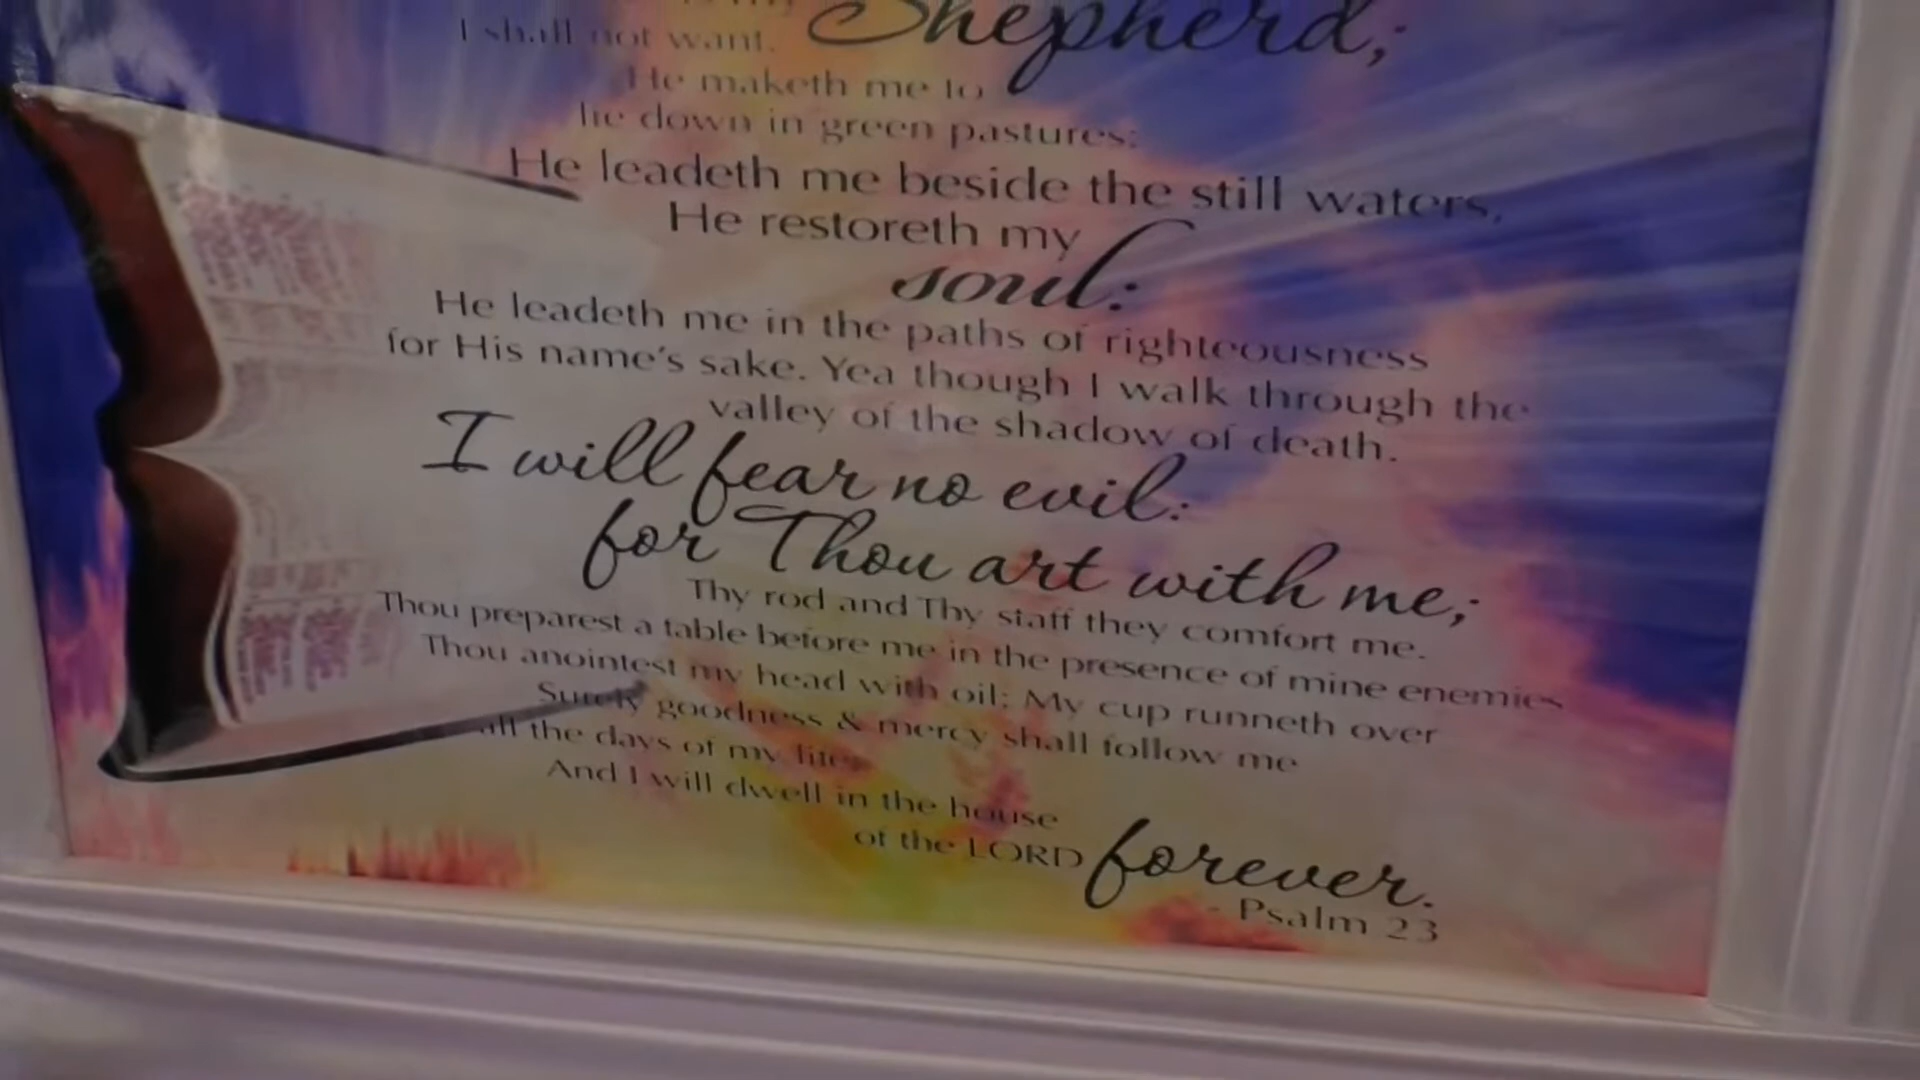 Shepherd;
I shall not want.
He maketh me to
lie down in green pastures:
He leadeth me beside the still waters,
He restoreth my
soul:
He leadeth me in the paths of righteousness
for His name's sake. Yea though I walk through the
valley of the shadow of death.
I will fear no evil:
for Thou art with me;
Thy rod and Thy staff they comfort me.
Thou preparest a table before me in the presence of mine enemies
Thou anointest my head with oil; My cup runneth over
Surely goodness & mercy shall follow me
all the days of my life
And I will dwell in the house
of the LORD forever.
- Psalm 23